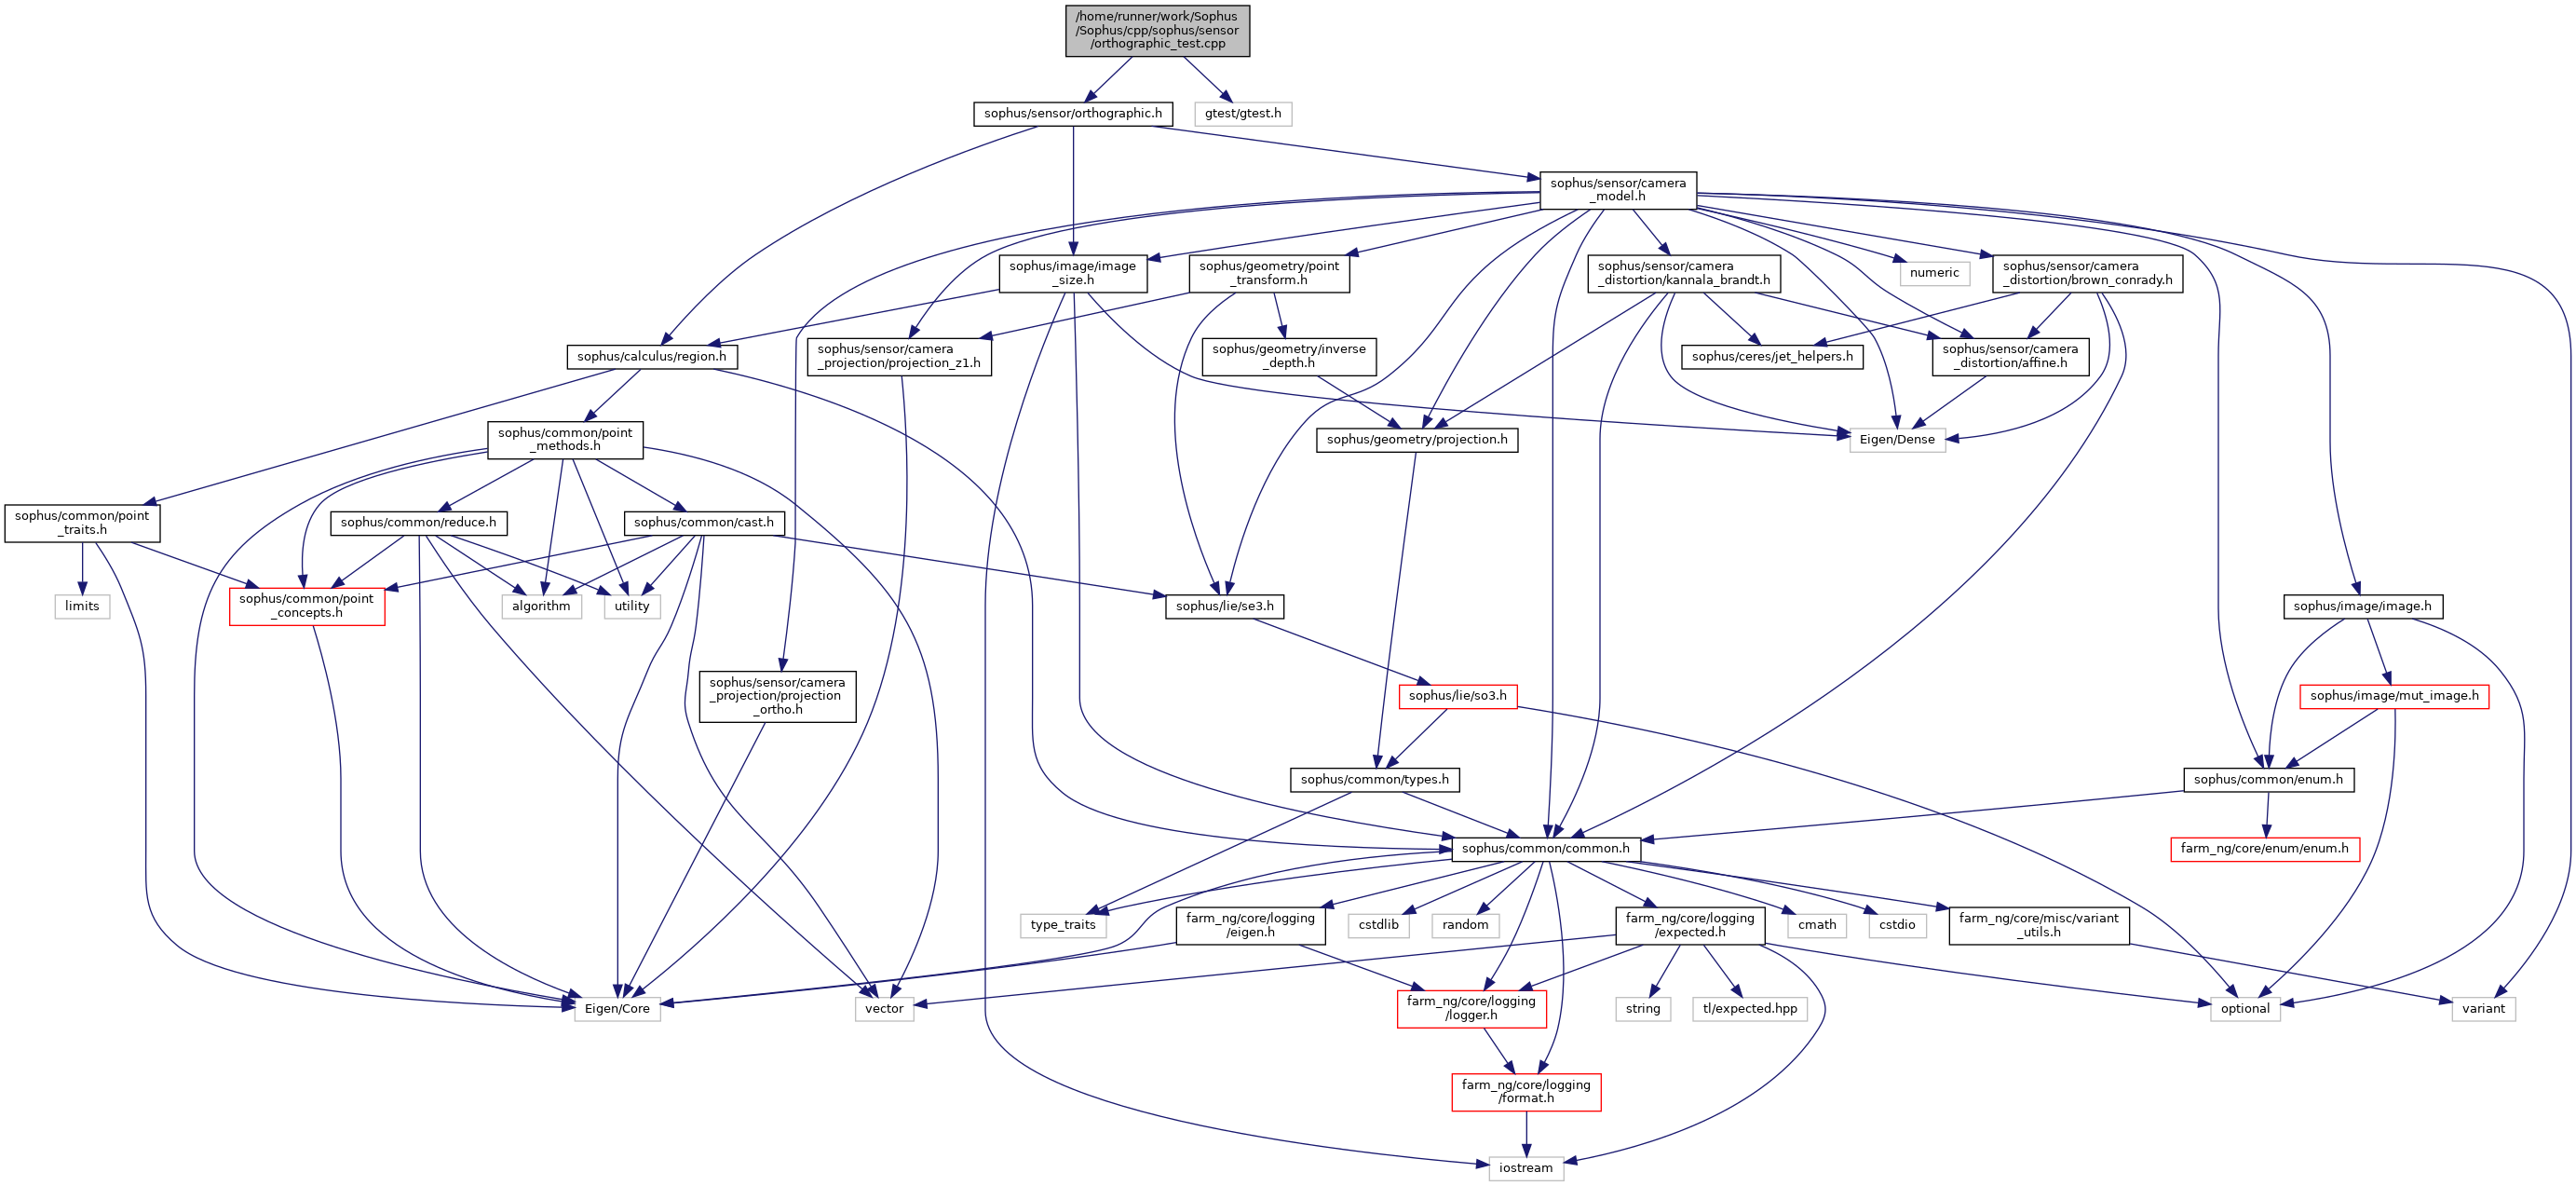 /home/runner/work/Sophus
/Sophus/cpp/sophus/sensor
/orthographic_test.cpp
sophus/sensor/orthographic.h
gtest/gtest.h
sophus/sensor/camera
_model.h
sophus/image/image
_size.h
sophus/geometry/point
_transform.h
sophus/sensor/camera
_distortion/kannala_brandt.h
numeric
sophus/sensor/camera
_distortion/brown_conrady.h
sophus/calculus/region.h
sophus/sensor/camera
_projection/projection_z1.h
sophus/geometry/inverse
_depth.h
sophus/ceres/jet_helpers.h
sophus/sensor/camera
_distortion/affine.h
sophus/common/point
_methods.h
sophus/geometry/projection.h
Eigen/Dense
sophus/common/point
_traits.h
sophus/common/reduce.h
sophus/common/cast.h
limits
sophus/common/point
_concepts.h
algorithm
utility
sophus/lie/se3.h
sophus/image/image.h
sophus/sensor/camera
_projection/projection
_ortho.h
sophus/lie/so3.h
sophus/image/mut_image.h
sophus/common/types.h
sophus/common/enum.h
sophus/common/common.h
farm_ng/core/enum/enum.h
type_traits
farm_ng/core/logging
/eigen.h
cstdlib
random
farm_ng/core/logging
/expected.h
cmath
cstdio
farm_ng/core/misc/variant
_utils.h
Eigen/Core
vector
farm_ng/core/logging
/logger.h
string
tl/expected.hpp
optional
variant
farm_ng/core/logging
/format.h
iostream